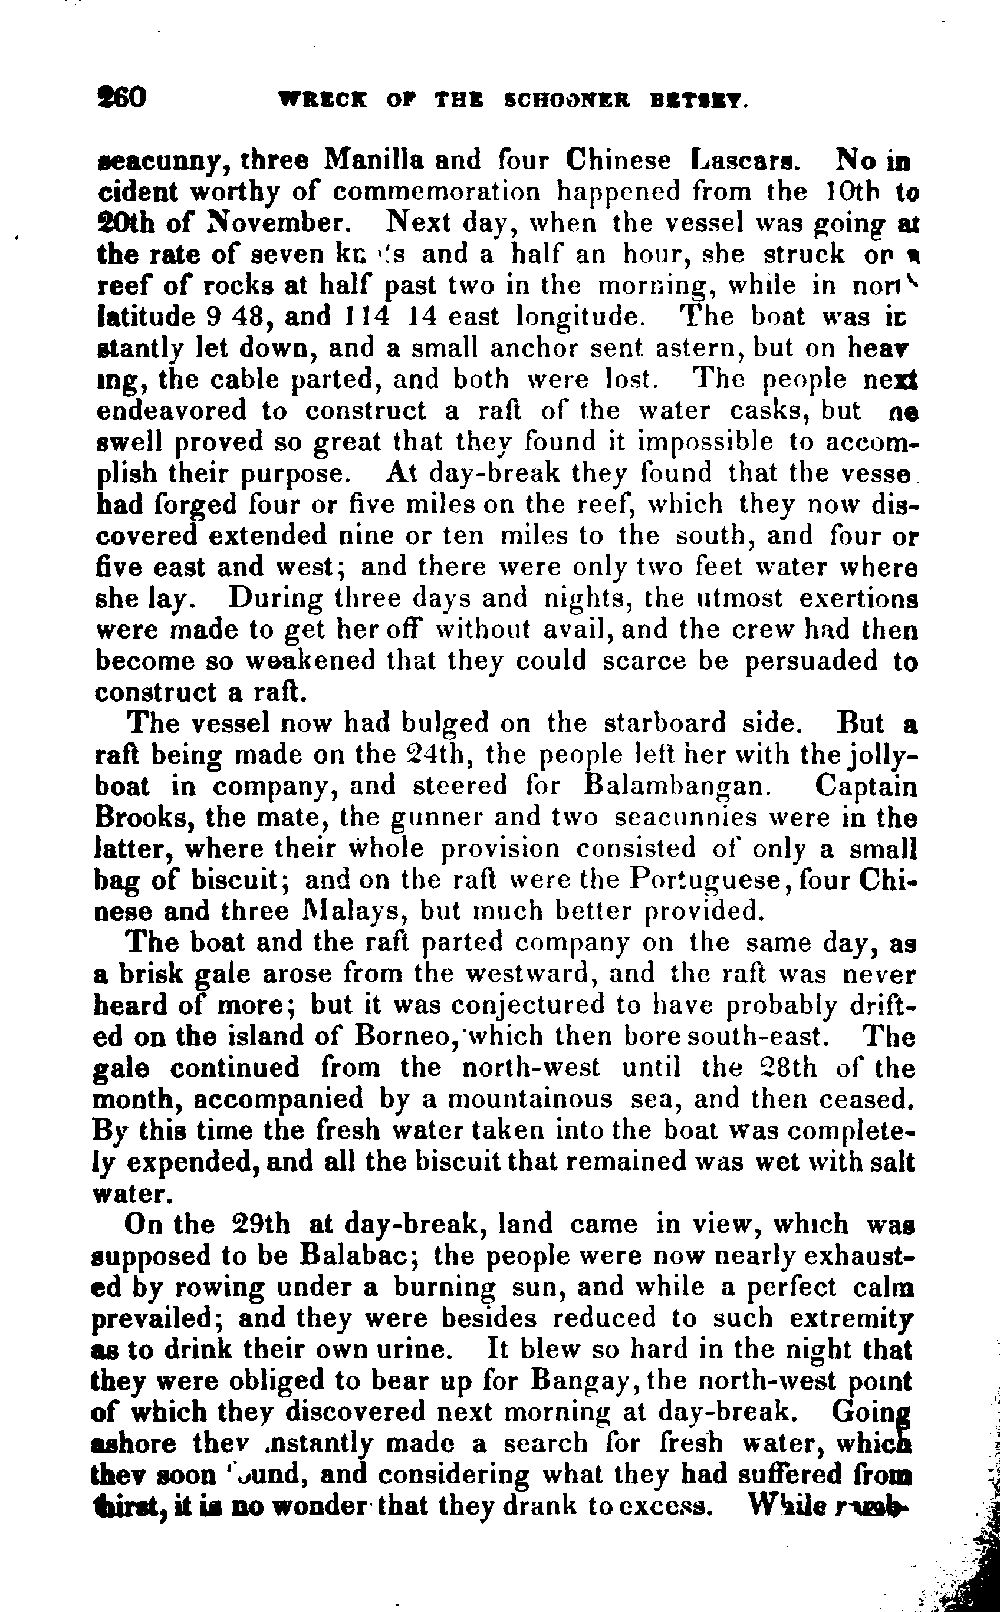 260 WRECK OF THE SCHOONER BETSEY.
seacunny, three Manilla and four Chinese Lascars. No in
cident worthy of commemoration happened from the 10th to
20th of November. Next day, when the vessel was going at
the rate of seven and a half an hour, she struck on a
reef of rocks at half past two in the morning, while in
latitude 9 48, and 114 14 east longitude. The boat was in
stantly let down, and a small anchor sent astern, but on heav
ing, the cable parted, and both were lost. The people next
endeavored to construct a raft of the water casks, but
swell proved so great that they found it impossible to accom-
plish their purpose. At day-break they found that the vesse
had forged four or five miles on the reef, which they now dis-
covered extended nine or ten miles to the south, and four or
five east and west; and there were only two feet water where
she lay. During three days and nights, the utmost exertions
were made to get her off without avail, and the crew had then
become so weakened that they could scarce be persuaded to
construct a raft.
The vessel now had bulged on the starboard side. But a
raft being made on the 24th, the people left her with the jolly-
boat in company, and steered for Balambangan. Captain
Brooks, the mate, the gunner and two seacunnies were in the
latter, where their whole provision consisted of only a small
bag of biscuit; and on the raft were the Portuguese, four Chi-
nese and three Malays, but much better provided.
The boat and the raft parted company on the same day, as
a brisk gale arose from the westward, and the raft was never
heard of more; but it was conjectured to have probably drift-
ed on the island of Borneo, which then bore south-east. The
gale continued from the north-west until the 28th of the
month, accompanied by a mountainous sea, and then ceased.
By this time the fresh water taken into the boat was complete-
ly expended, and all the biscuit that remained was wet with salt
water.
On the 29th at day-break, land came in view, which was
supposed to be Balabac; the people were now nearly exhaust-
ed by rowing under a burning sun, and while a perfect calm
prevailed; and they were besides reduced to such extremity
as to drink their own urine. It blew so hard in the night that
they were obliged to bear up for Bangay, the north-west point
of which they discovered next morning at day-break. Going
ashore they nstantly made a search for fresh water, which
they soon found, and considering what they had suffered from
thirst, it is no wonder that they drank to excess. While